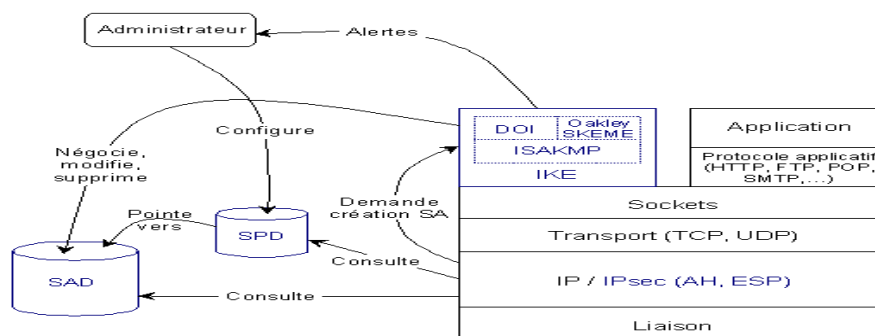 Administrateur
Alertes
Configure
Négocie,
modifie,
supprime
DOI
Oakley
SKEME
ISAKMP
IKE
Application
Protocole applicatif
(HTTP, FTP, POP,
SMTP,...)
Demande
création SA
Sockets
Pointe
vers
SPD
Transport (TCP, UDP)
Consulte
SAD
IP / IPsec (AH, ESP)
Consulte
Liaison